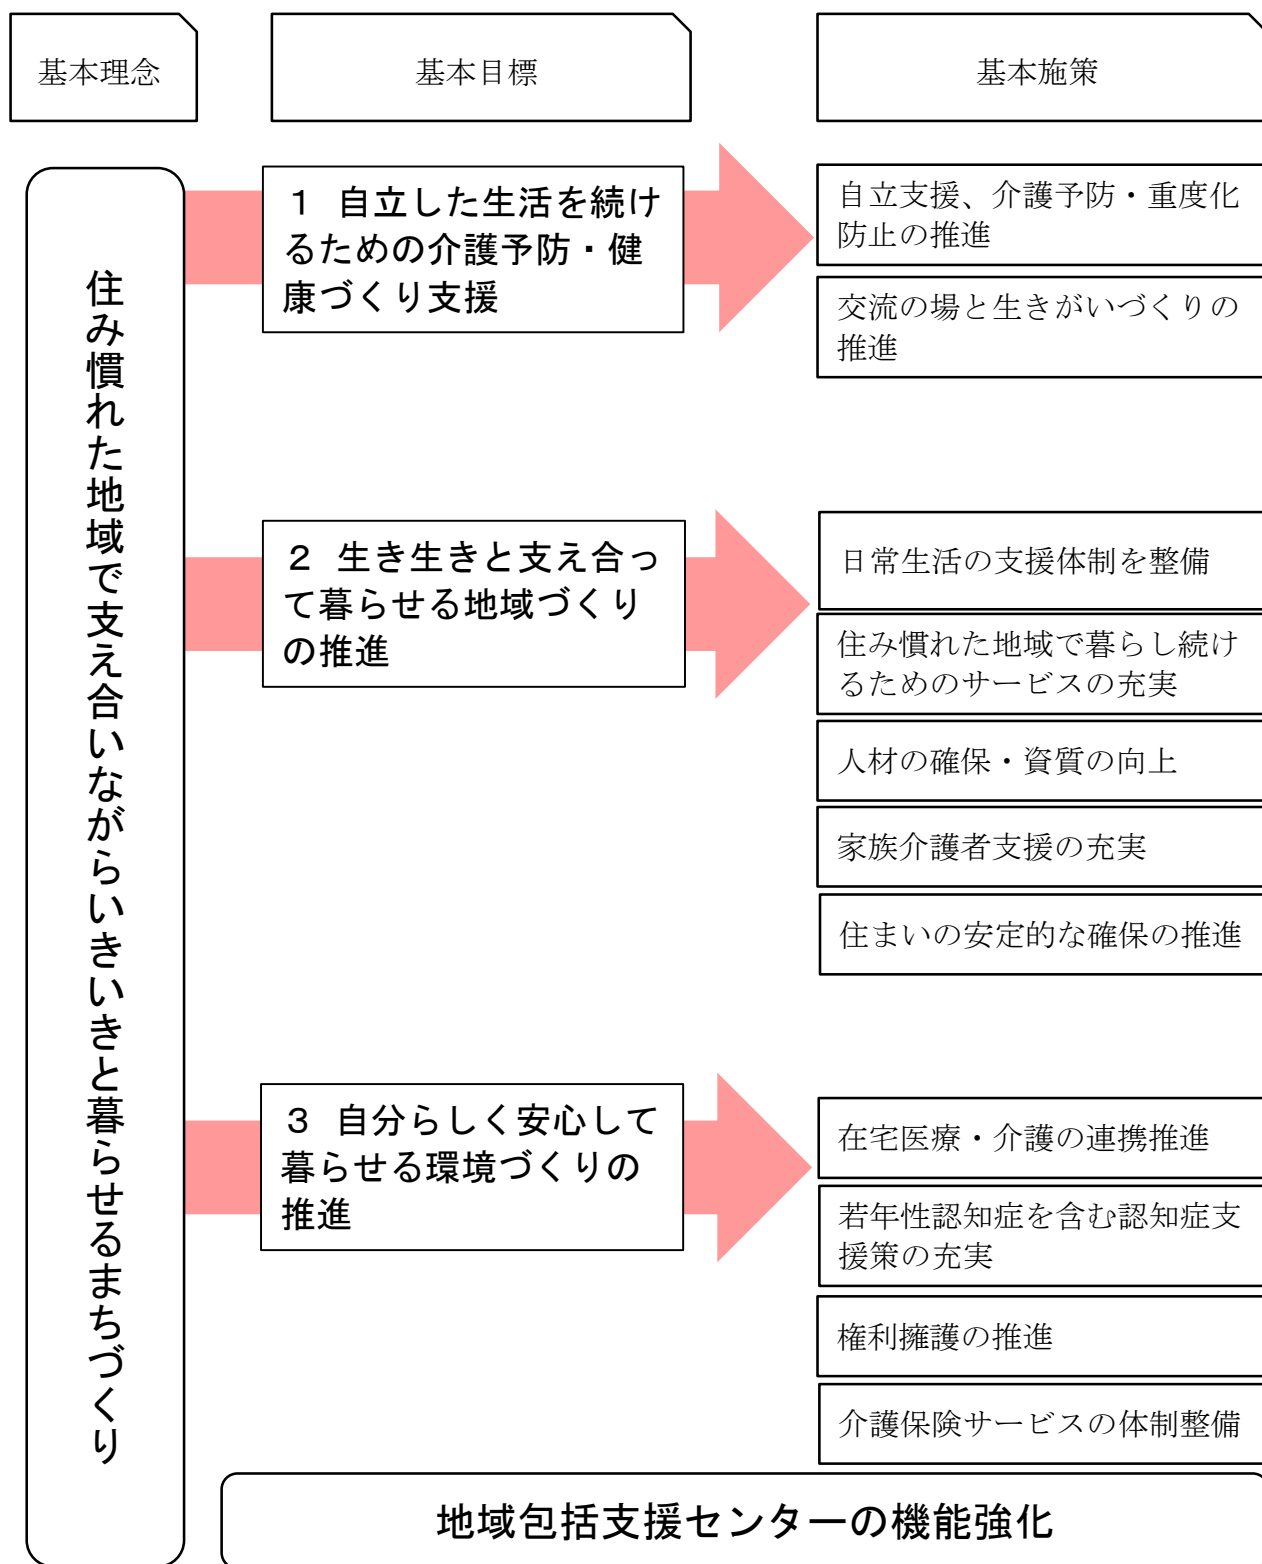 基本理念
基本目標
基本施策
住み慣れた地域で支え合いながらいきいきと暮らせるまちづくり
１　自立した生活を続け
るための介護予防・健
康づくり支援
自立支援、介護予防・重度化
防止の推進
交流の場と生きがいづくりの
推進
２　生き生きと支え合っ
て暮らせる地域づくり
の推進
日常生活の支援体制を整備
住み慣れた地域で暮らし続け
るためのサービスの充実
人材の確保・資質の向上
家族介護者支援の充実
住まいの安定的な確保の推進
３　自分らしく安心して
暮らせる環境づくりの
推進
在宅医療・介護の連携推進
若年性認知症を含む認知症支
援策の充実
権利擁護の推進
介護保険サービスの体制整備
地域包括支援センターの機能強化